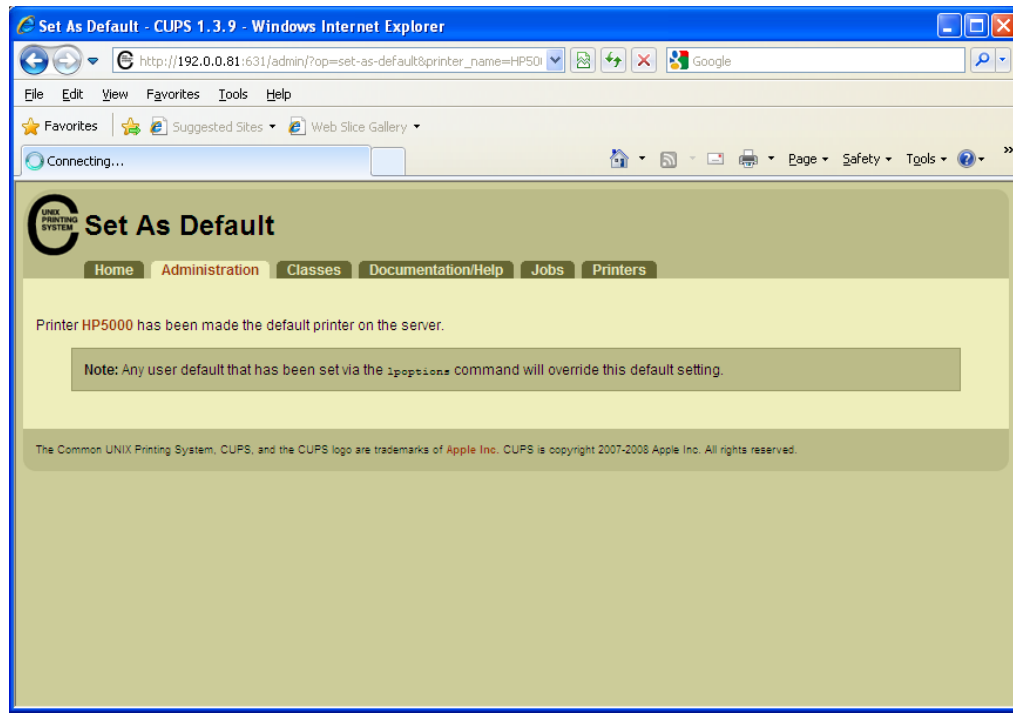 Set As Default - CUPS 1.3.9 - Windows Internet Explorer
http://192.0.0.81:631/admin/?op=set-as-default&printer_name=HP50 Google
File Edit View Favorites Tools Help
Favorites Suggested Sites Web Slice Gallery
Connecting... Page Safety Tools »
UNIX
PRINTING
SYSTEM
Set As Default
Home Administration Classes Documentation/Help Jobs Printers
Printer HP5000 has been made the default printer on the server.
Note: Any user default that has been set via the lpoptions command will override this default setting.
The Common UNIX Printing System, CUPS, and the CUPS logo are trademarks of Apple Inc. CUPS is copyright 2007-2008 Apple Inc. All rights reserved.